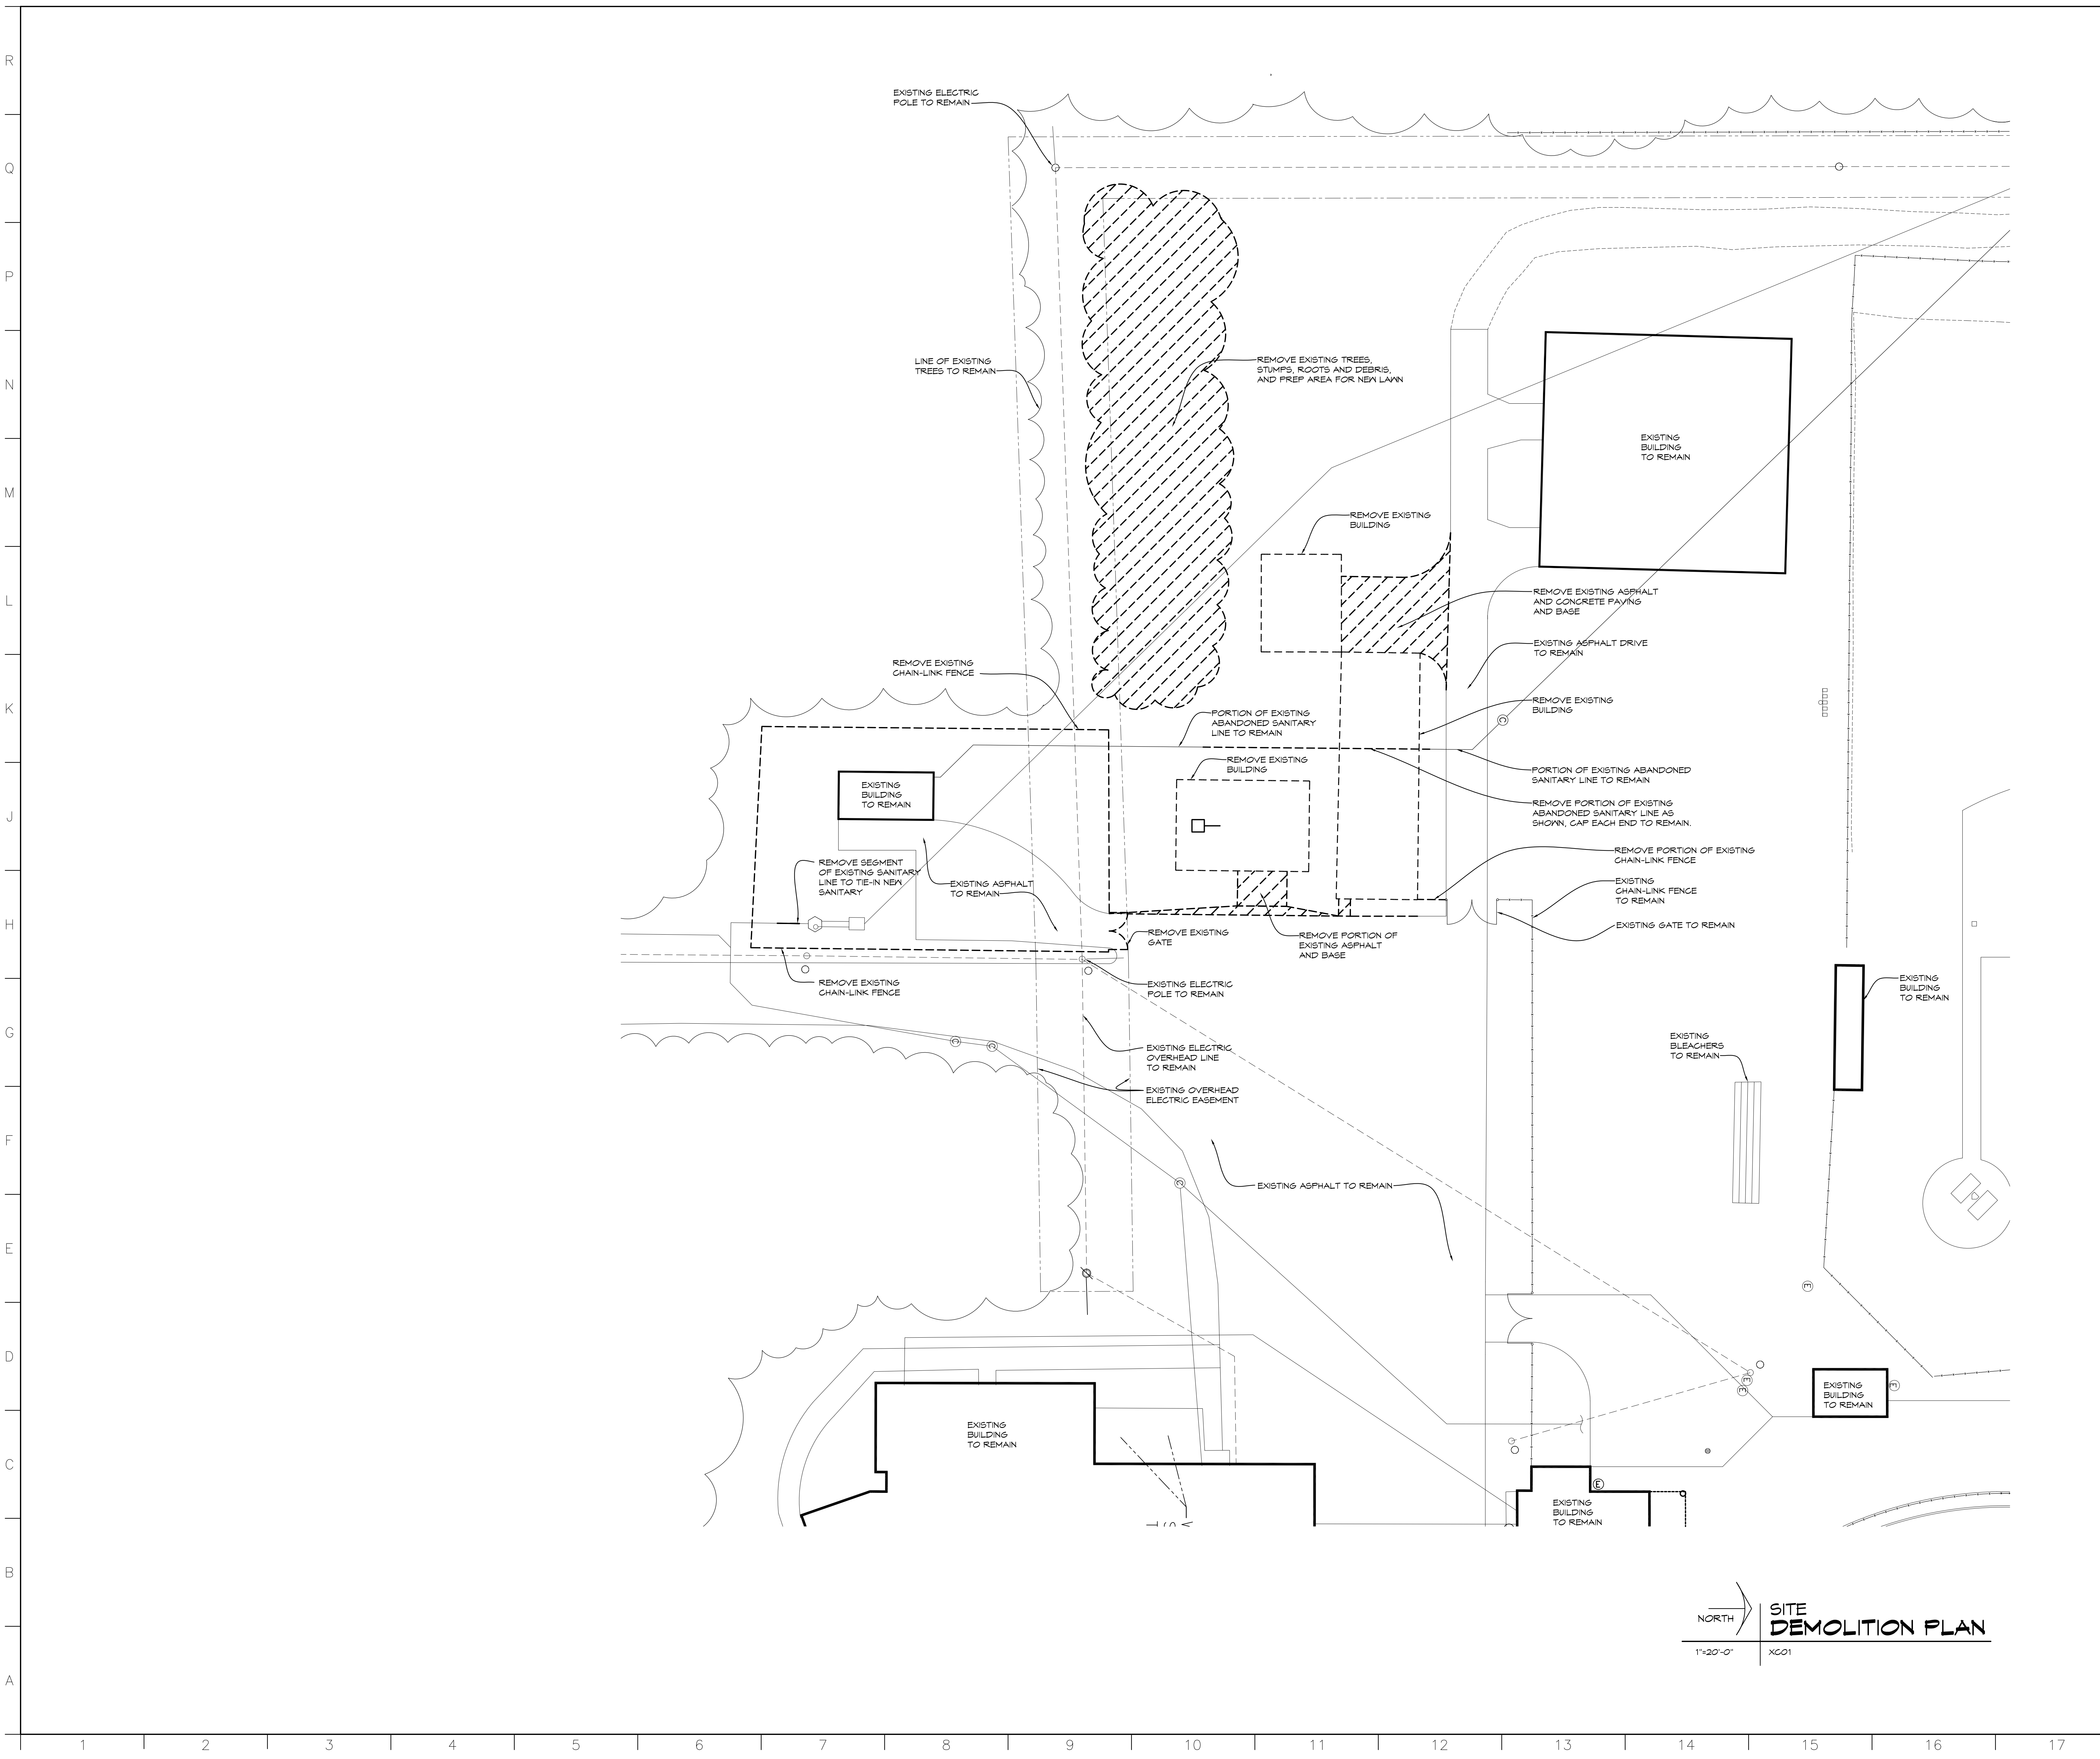 R
Q
P
N
M
L
K
J
H
G
F
E
D
C
B
A
EXISTING ELECTRIC
POLE TO REMAIN
LINE OF EXISTING
TREES TO REMAIN
REMOVE EXISTING TREES,
STUMPS, ROOTS AND DEBRIS,
AND PREP AREA FOR NEW LAWN
EXISTING
BUILDING
TO REMAIN
REMOVE EXISTING
BUILDING
REMOVE EXISTING ASPHALT
AND CONCRETE PAVING
AND BASE
EXISTING ASPHALT DRIVE
TO REMAIN
REMOVE EXISTING
CHAIN-LINK FENCE
REMOVE EXISTING
BUILDING
PORTION OF EXISTING
ABANDONED SANITARY
LINE TO REMAIN
C
REMOVE EXISTING
BUILDING
PORTION OF EXISTING ABANDONED
SANITARY LINE TO REMAIN
EXISTING
BUILDING
TO REMAIN
REMOVE PORTION OF EXISTING
ABANDONED SANITARY LINE AS
SHOWN, CAP EACH END TO REMAIN.
REMOVE PORTION OF EXISTING
CHAIN-LINK FENCE
REMOVE SEGMENT
OF EXISTING SANITARY
LINE TO TIE-IN NEW
SANITARY
EXISTING ASPHALT
TO REMAIN
EXISTING
CHAIN-LINK FENCE
TO REMAIN
EXISTING GATE TO REMAIN
REMOVE EXISTING
GATE
REMOVE PORTION OF
EXISTING ASPHALT
AND BASE
REMOVE EXISTING
CHAIN-LINK FENCE
EXISTING ELECTRIC
POLE TO REMAIN
EXISTING
BUILDING
TO REMAIN
C
C
EXISTING ELECTRIC
OVERHEAD LINE
TO REMAIN
EXISTING
BLEACHERS
TO REMAIN
EXISTING OVERHEAD
ELECTRIC EASEMENT
C
EXISTING ASPHALT TO REMAIN
E
E
E
E
EXISTING
BUILDING
TO REMAIN
EXISTING
BUILDING
TO REMAIN
E
EXISTING
BUILDING
TO REMAIN
NORTH
SITE
DEMOLITION PLAN
1"=20'-0"
XC01
1 2 3 4 5 6 7 8 9 10 11 12 13 14 15 16 17